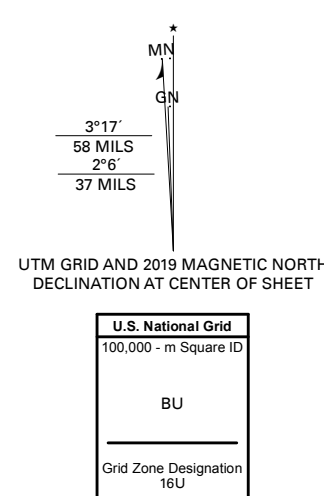 ★
MN
GN
3°17´
58 MILS
2°6´
37 MILS
UTM GRID AND 2019 MAGNETIC NORTH
DECLINATION AT CENTER OF SHEET
U.S. National Grid
100,000 - m Square ID
BU
Grid Zone Designation
16U